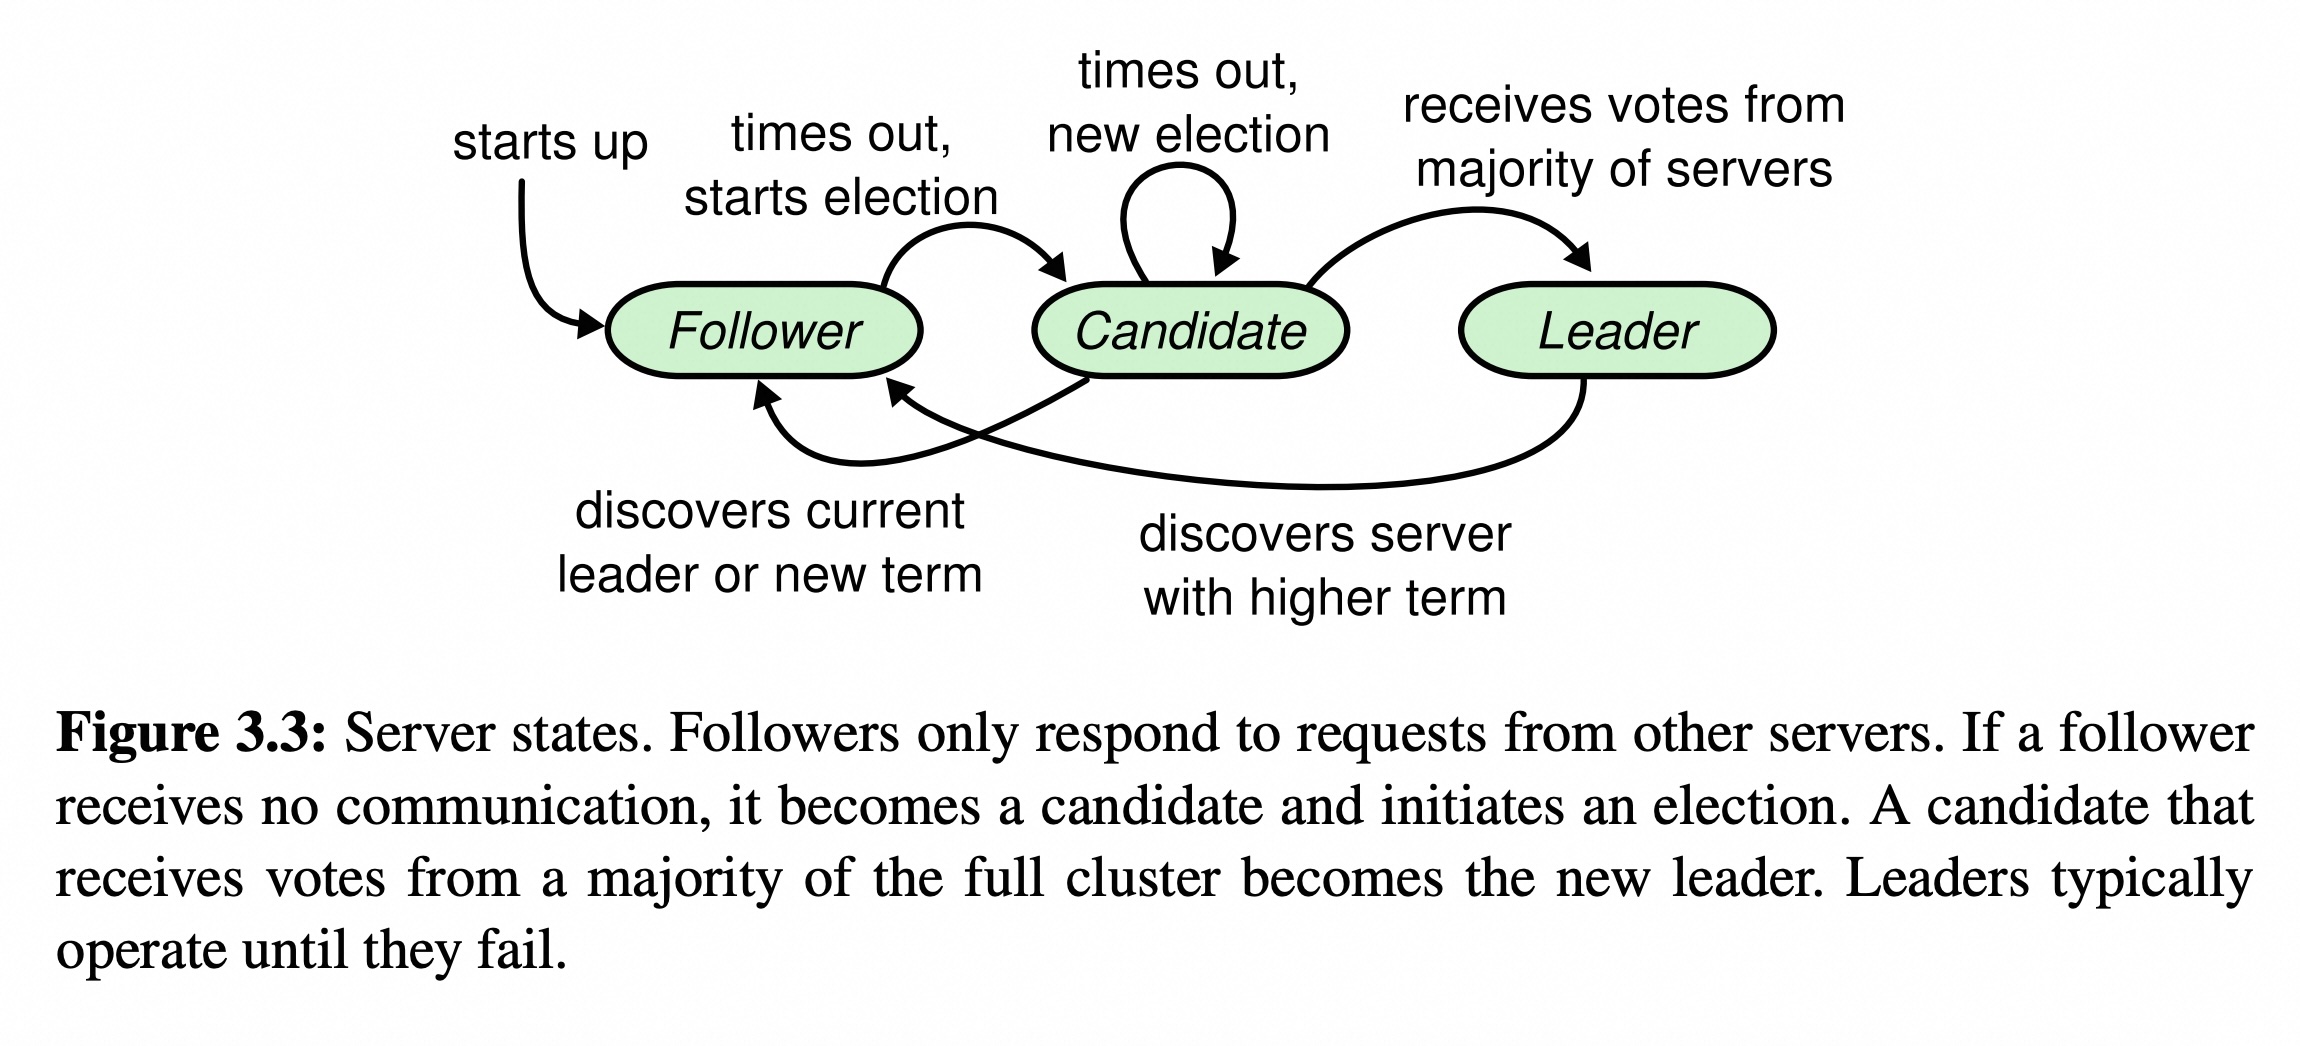 starts up
times out,
starts election
times out,
new election
receives votes from
majority of servers
Follower
Candidate
Leader
discovers current
leader or new term
discovers server
with higher term
Figure 3.3: Server states. Followers only respond to requests from other servers. If a follower
receives no communication, it becomes a candidate and initiates an election. A candidate that
receives votes from a majority of the full cluster becomes the new leader. Leaders typically
operate until they fail.